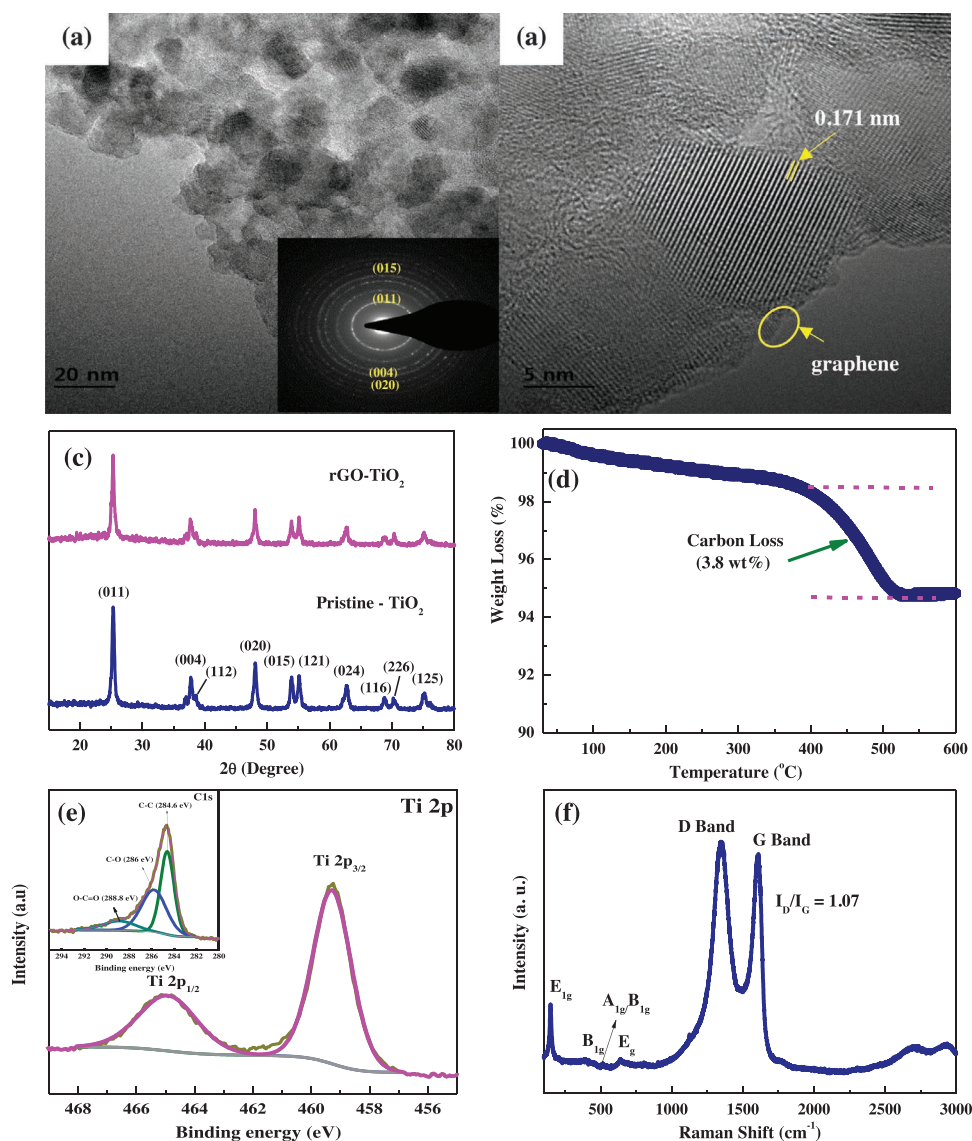 (a)
(015)
(011)
(004)
(020)
20 nm
(a)
0.171 nm
graphene
5 nm
(c)
rGO-TiO₂
Pristine - TiO₂
(011)
(004)
(112)
(020)
(015)
(121)
(024)
(116)
(226)
(125)
20 30 40 50 60 70 80
2θ (Degree)
(d)
100
98
96
94
92
90
Weight Loss (%)
Carbon Loss
(3.8 wt%)
100 200 300 400 500 600
Temperature (°C)
(e)
Ti 2p
C1s
C-C (284.6 eV)
C-O (286 eV)
O-C=O (288.8 eV)
294 292 290 288 286 284 282 280
Binding energy (eV)
Ti 2p₃/₂
Ti 2p₁/₂
Intensity (a.u)
468 466 464 462 460 458 456
Binding energy (eV)
(f)
D Band
G Band
I_D/I_G = 1.07
E₁g
B₁g
A₁g/B₁g
Eg
Intensity (a. u.)
500 1000 1500 2000 2500 3000
Raman Shift (cm⁻¹)